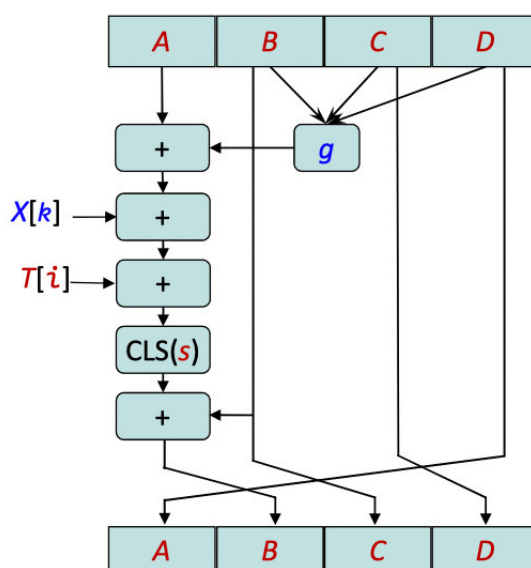 A B C D
+ g
X[k] +
T[i] +
CLS(s)
+
A B C D